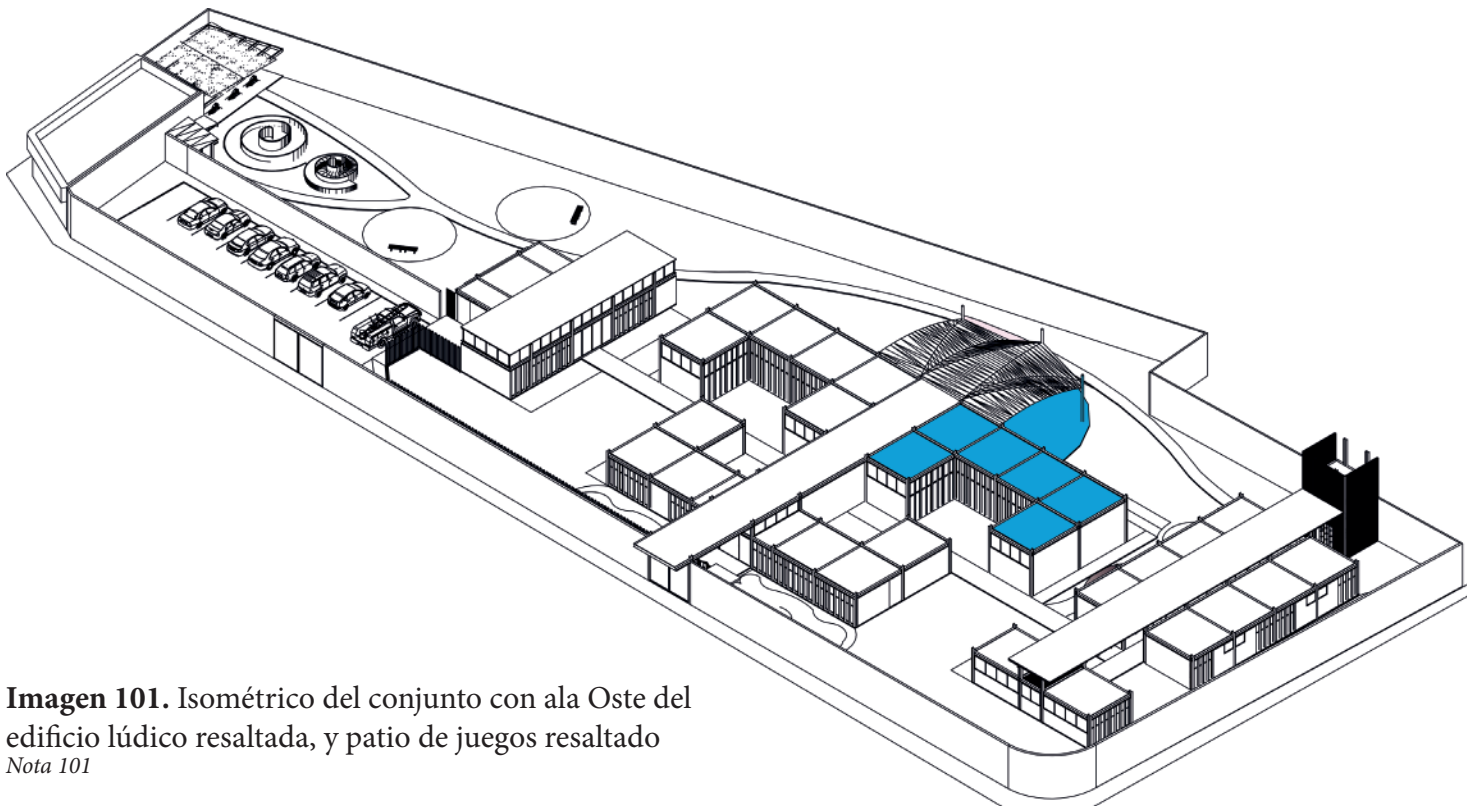 Imagen 101. Isométrico del conjunto con ala Oste del
edificio lúdico resaltada, y patio de juegos resaltado
Nota 101